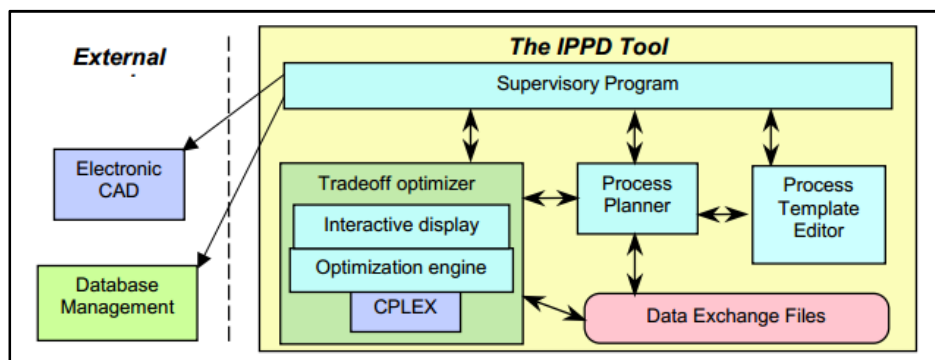 External
The IPPD Tool
Supervisory Program
Electronic
CAD
Database
Management
Tradeoff optimizer
Interactive display
Optimization engine
CPLEX
Process
Planner
Process
Template
Editor
Data Exchange Files